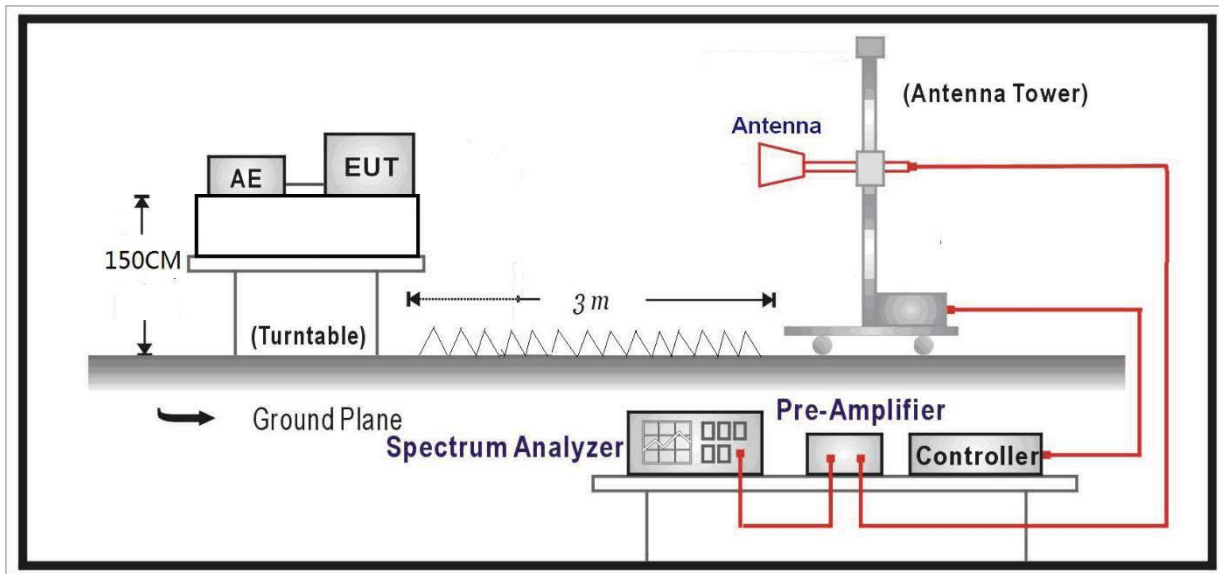 (Antenna Tower)
Antenna
EUT
AE
150CM
3 m
(Turntable)
Ground Plane
Pre-Amplifier
Spectrum Analyzer
Controller